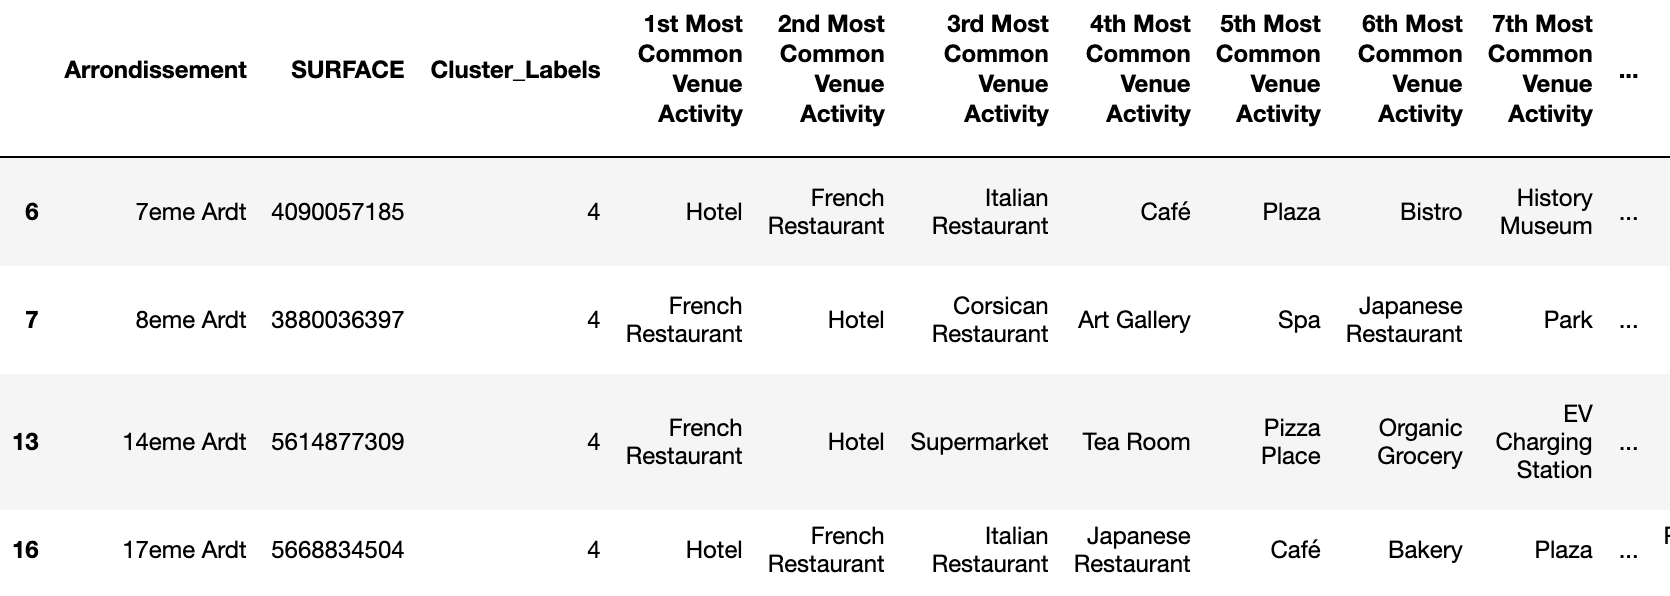 Arrondissement SURFACE Cluster_Labels 1st Most Common Venue Activity 2nd Most Common Venue Activity 3rd Most Common Venue Activity 4th Most Common Venue Activity 5th Most Common Venue Activity 6th Most Common Venue Activity 7th Most Common Venue Activity ...
6 7eme Ardt 4090057185 4 Hotel French Restaurant Italian Restaurant Café Plaza Bistro History Museum ...
7 8eme Ardt 3880036397 4 French Restaurant Hotel Corsican Restaurant Art Gallery Spa Japanese Restaurant Park ...
13 14eme Ardt 5614877309 4 French Restaurant Hotel Supermarket Tea Room Pizza Place Organic Grocery EV Charging Station ...
16 17eme Ardt 5668834504 4 Hotel French Restaurant Italian Restaurant Japanese Restaurant Café Bakery Plaza ...